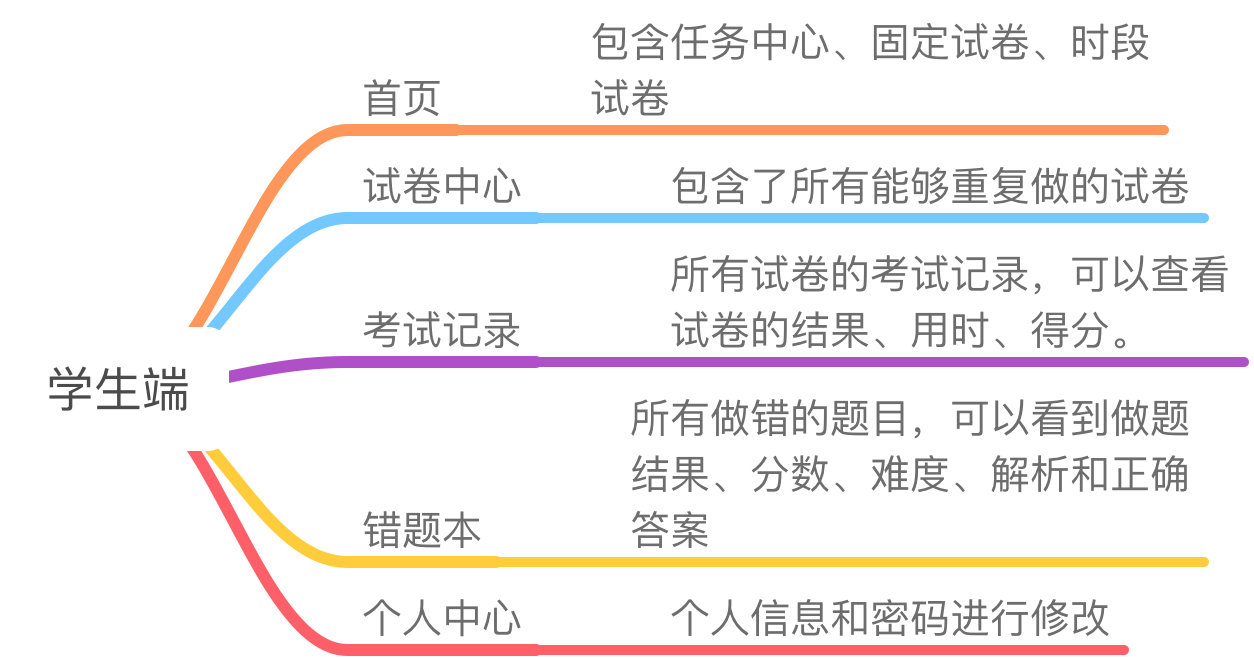 学生端
首页
包含任务中心、固定试卷、时段
试卷
试卷中心
包含了所有能够重复做的试卷
考试记录
所有试卷的考试记录，可以查看
试卷的结果、用时、得分。
错题本
所有做错的题目，可以看到做题
结果、分数、难度、解析和正确
答案
个人中心
个人信息和密码进行修改